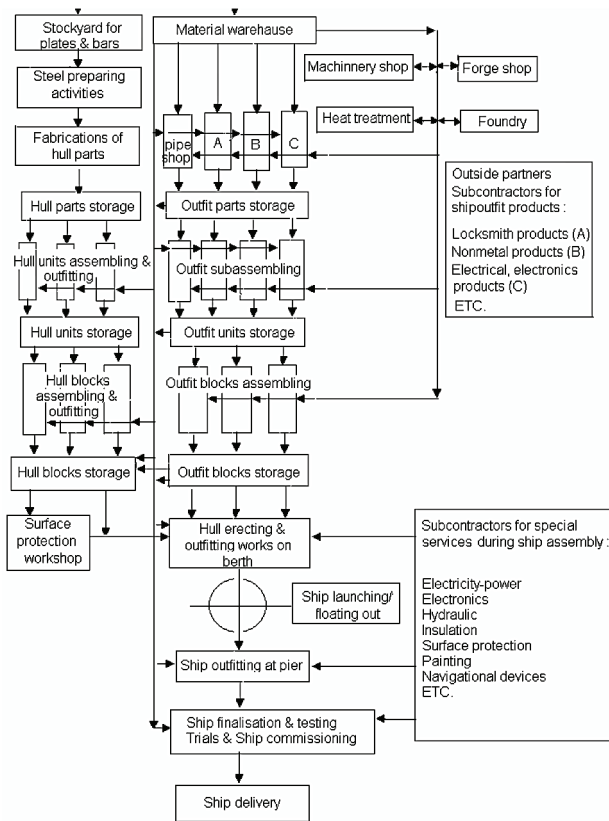 Stockyard for
plates & bars
Material warehause
Machinnery shop
Forge shop
Steel preparing
activities
Heat treatment
Foundry
Fabrications of
hull parts
pipe
shop
A
B
C
Outside partners
Subcontractors for
shipoutfit products :
Locksmith products (A)
Nonmetal products (B)
Electrical, electronics
products (C)
ETC.
Hull parts storage
Outfit parts storage
Hull units assembling &
outfitting
Outfit subassembling
Hull units storage
Outfit units storage
Hull blocks
assembling &
outfitting
Outfit blocks assembling
Hull blocks storage
Outfit blocks storage
Surface
protection
workshop
Hull erecting &
outfitting works on
berth
Subcontractors for special
services during ship assembly :
Electricity-power
Electronics
Hydraulic
Insulation
Surface protection
Painting
Navigational devices
ETC.
Ship launching/
floating out
Ship outfitting at pier
Ship finalisation & testing
Trials & Ship commissioning
Ship delivery